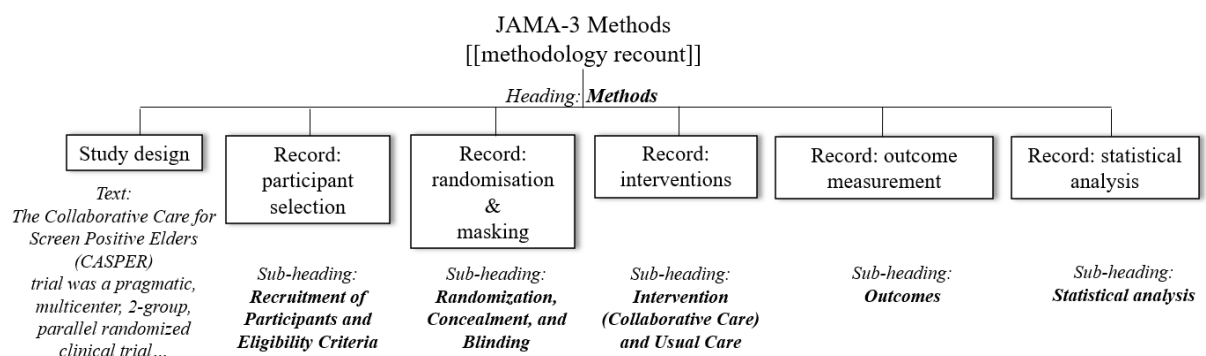 JAMA-3 Methods
[[methodology recount]]
Heading: Methods
Study design
Text:
The Collaborative Care for
Screen Positive Elders
(CASPER)
trial was a pragmatic,
multicenter, 2-group,
parallel randomized
clinical trial…
Record:
participant
selection
Sub-heading:
Recruitment of
Participants and
Eligibility Criteria
Record:
randomisation
&
masking
Sub-heading:
Randomization,
Concealment, and
Blinding
Record:
interventions
Sub-heading:
Intervention
(Collaborative Care)
and Usual Care
Record: outcome
measurement
Sub-heading:
Outcomes
Record: statistical
analysis
Sub-heading:
Statistical analysis